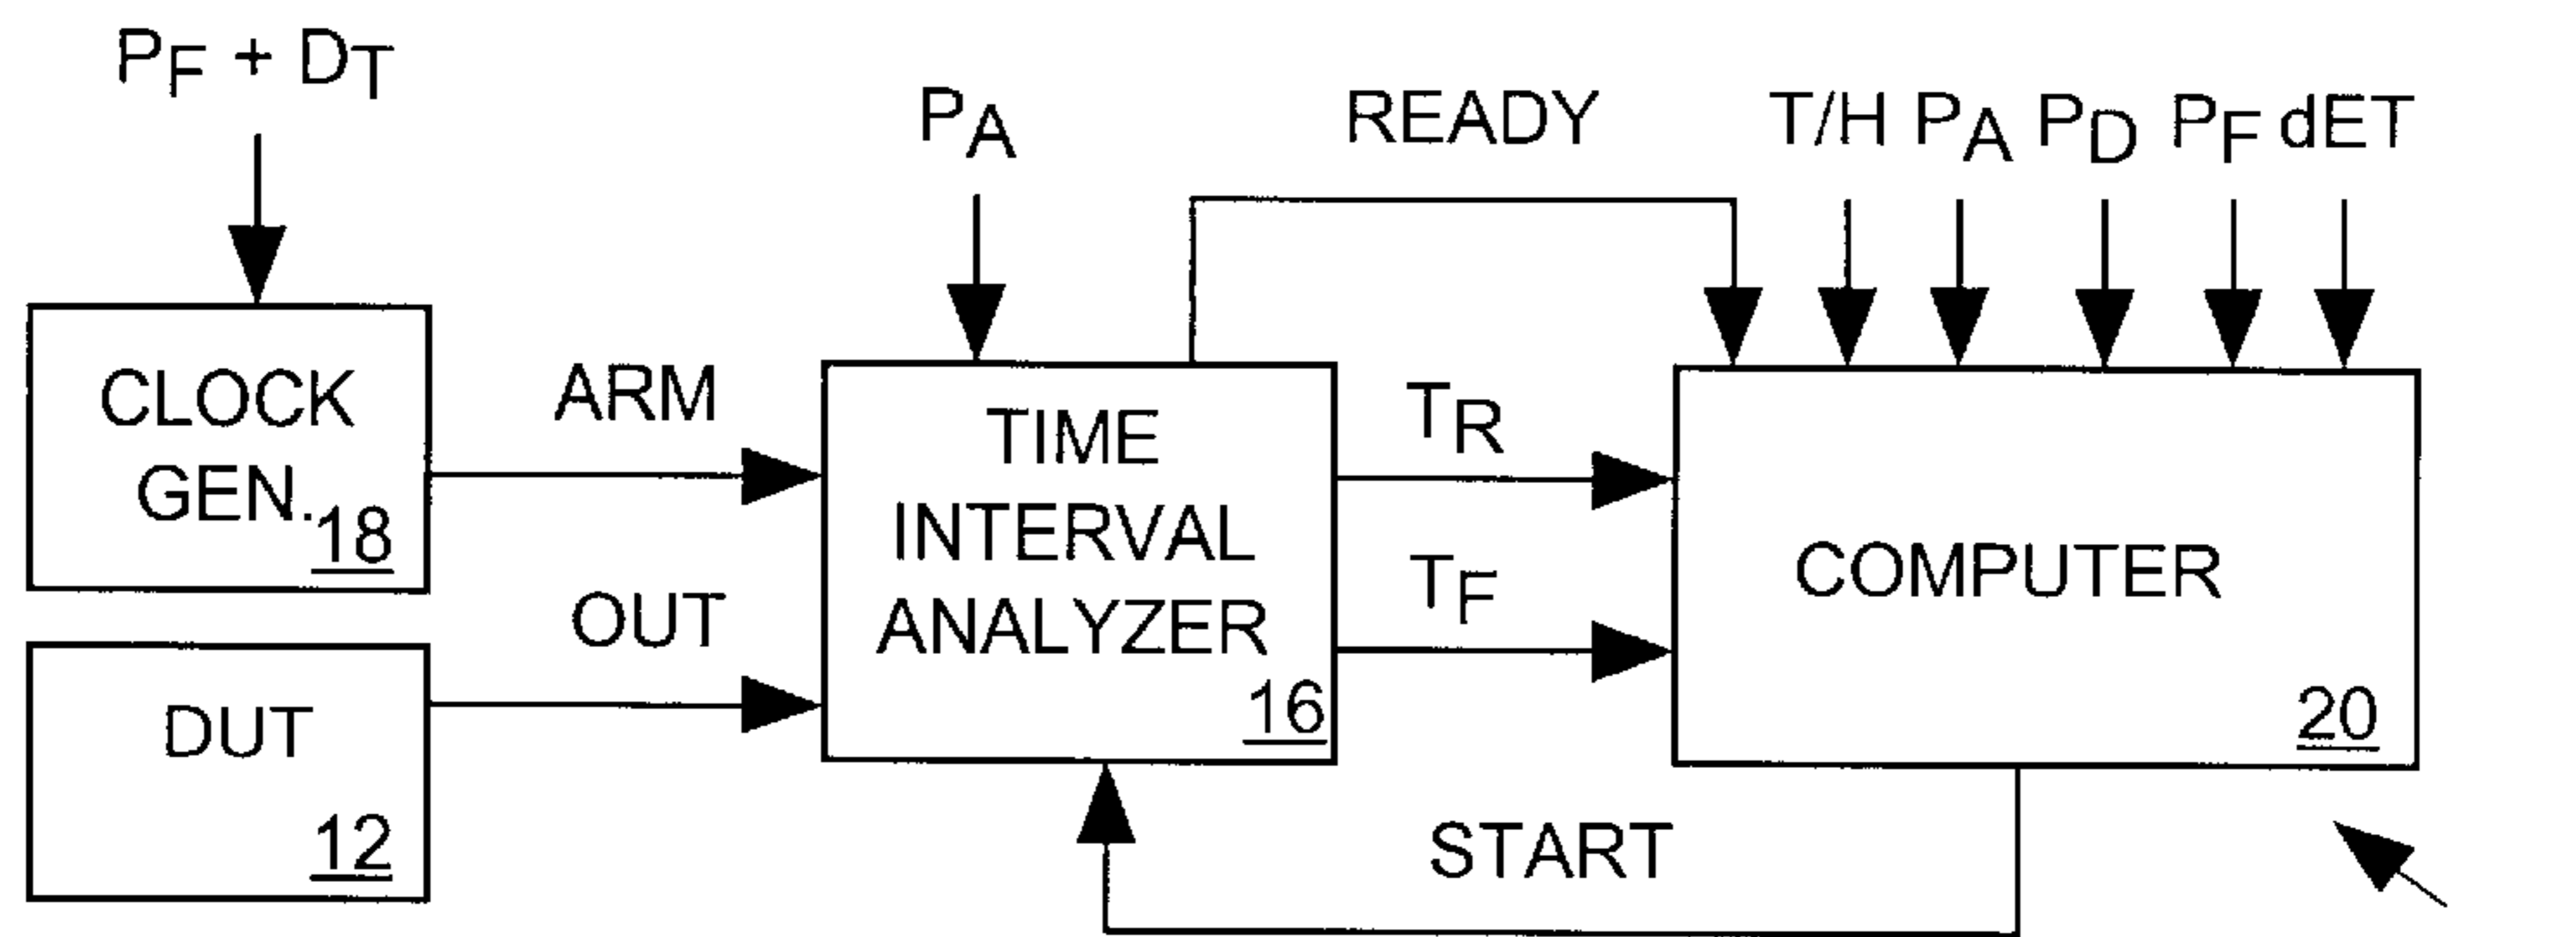 PF + DT
PA
READY
T/H PA PD PF dET
CLOCK
GEN. 18
ARM
OUT
DUT
12
TIME
INTERVAL
ANALYZER
16
TR
TF
COMPUTER
20
START